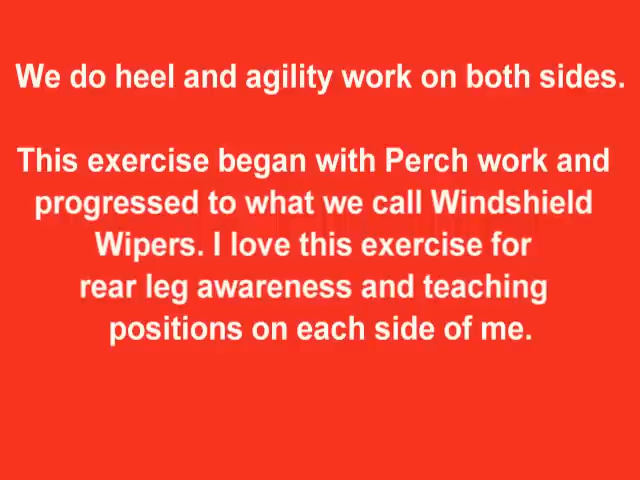 We do heel and agility work on both sides.
This exercise began with Perch work and
progressed to what we call Windshield
Wipers. I love this exercise for
rear leg awareness and teaching
positions on each side of me.